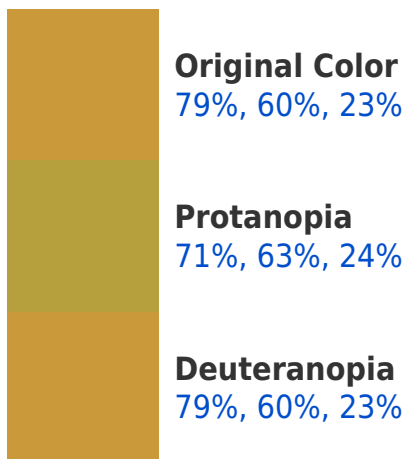 Original Color
79%, 60%, 23%
Protanopia
71%, 63%, 24%
Deuteranopia
79%, 60%, 23%